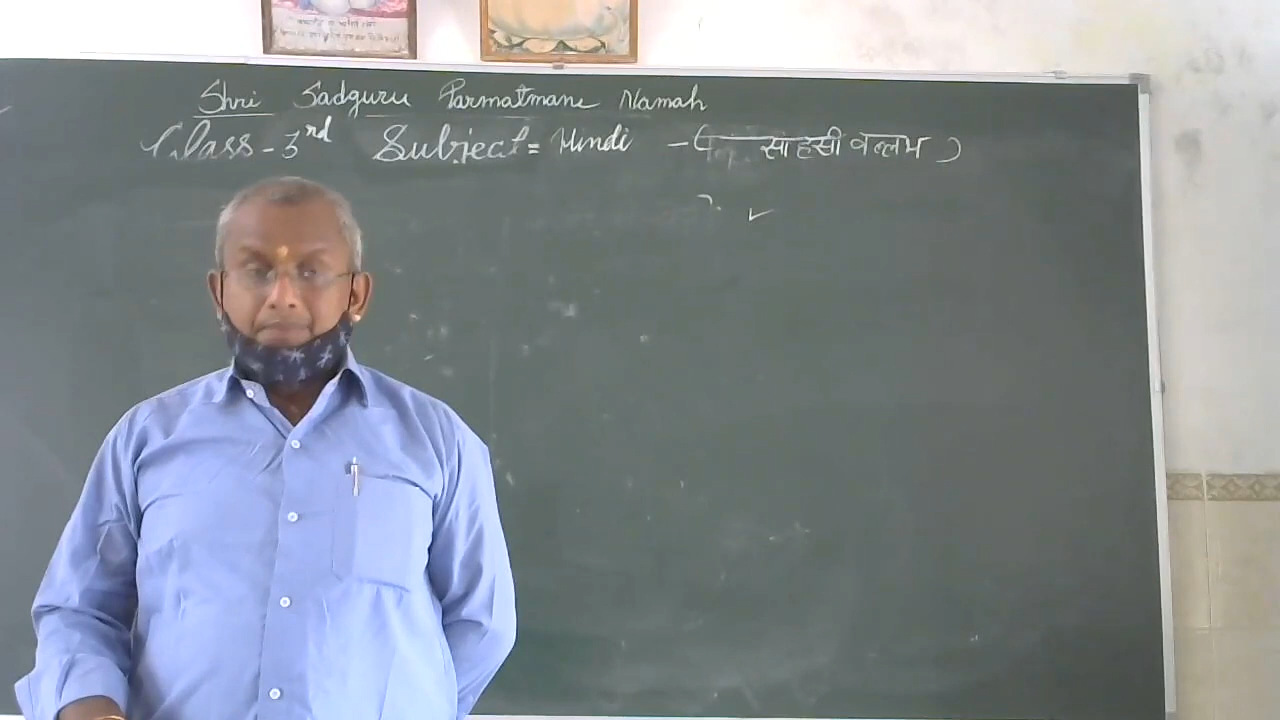 Shri Sadguru Parmatmane Namah
Class - 3rd Subject = Hindi - ( साहसी वल्लभ )